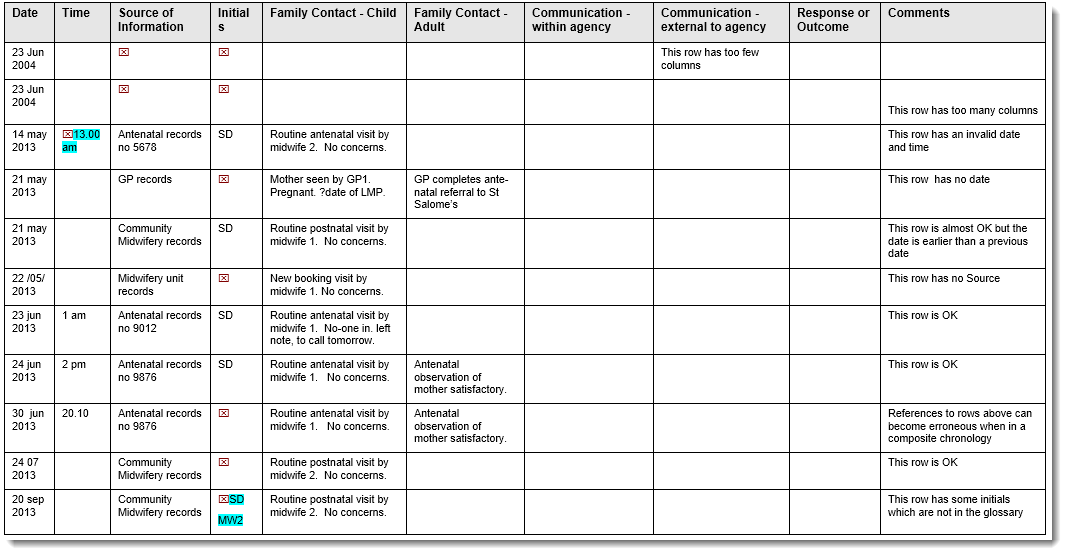 Date Time Source of Information Initials Family Contact - Child Family Contact - Adult Communication - within agency Communication - external to agency Response or Outcome Comments
23 Jun 2004 ☒ ☒ This row has too few columns
23 Jun 2004 ☒ ☒ This row has too many columns
14 may 2013 ☒13.00 am Antenatal records no 5678 SD Routine antenatal visit by midwife 2. No concerns. This row has an invalid date and time
21 may 2013 GP records ☒ Mother seen by GP1. Pregnant. ?date of LMP. GP completes ante-natal referral to St Salome's This row has no date
21 may 2013 Community Midwifery records SD Routine postnatal visit by midwife 1. No concerns. This row is almost OK but the date is earlier than a previous date
22 /05/ 2013 Midwifery unit records ☒ New booking visit by midwife 1. No concerns. This row has no Source
23 jun 2013 1 am Antenatal records no 9012 SD Routine antenatal visit by midwife 1. No-one in. left note, to call tomorrow. This row is OK
24 jun 2013 2 pm Antenatal records no 9876 SD Routine antenatal visit by midwife 1. No concerns. Antenatal observation of mother satisfactory. This row is OK
30 jun 2013 20.10 Antenatal records no 9876 ☒ Routine antenatal visit by midwife 1. No concerns. Antenatal observation of mother satisfactory. References to rows above can become erroneous when in a composite chronology
24 07 2013 Community Midwifery records ☒ Routine postnatal visit by midwife 2. No concerns. This row is OK
20 sep 2013 Community Midwifery records ☒SD MW2 Routine postnatal visit by midwife 2. No concerns. This row has some initials which are not in the glossary